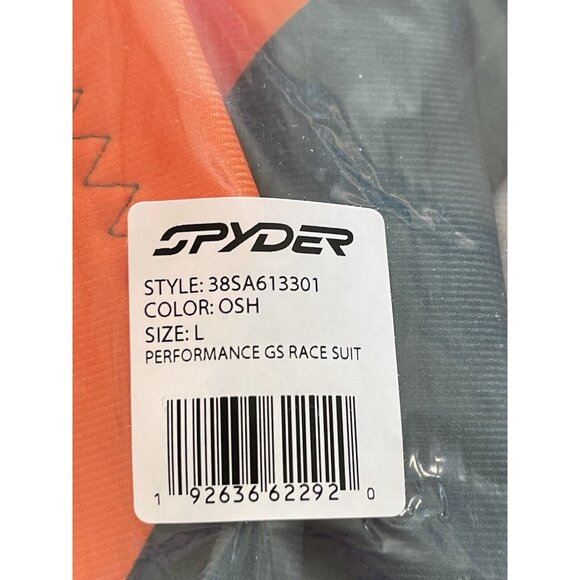 SPYDER
STYLE: 38SA613301
COLOR: OSH
SIZE: L
PERFORMANCE GS RACE SUIT
1 92636 62292 0